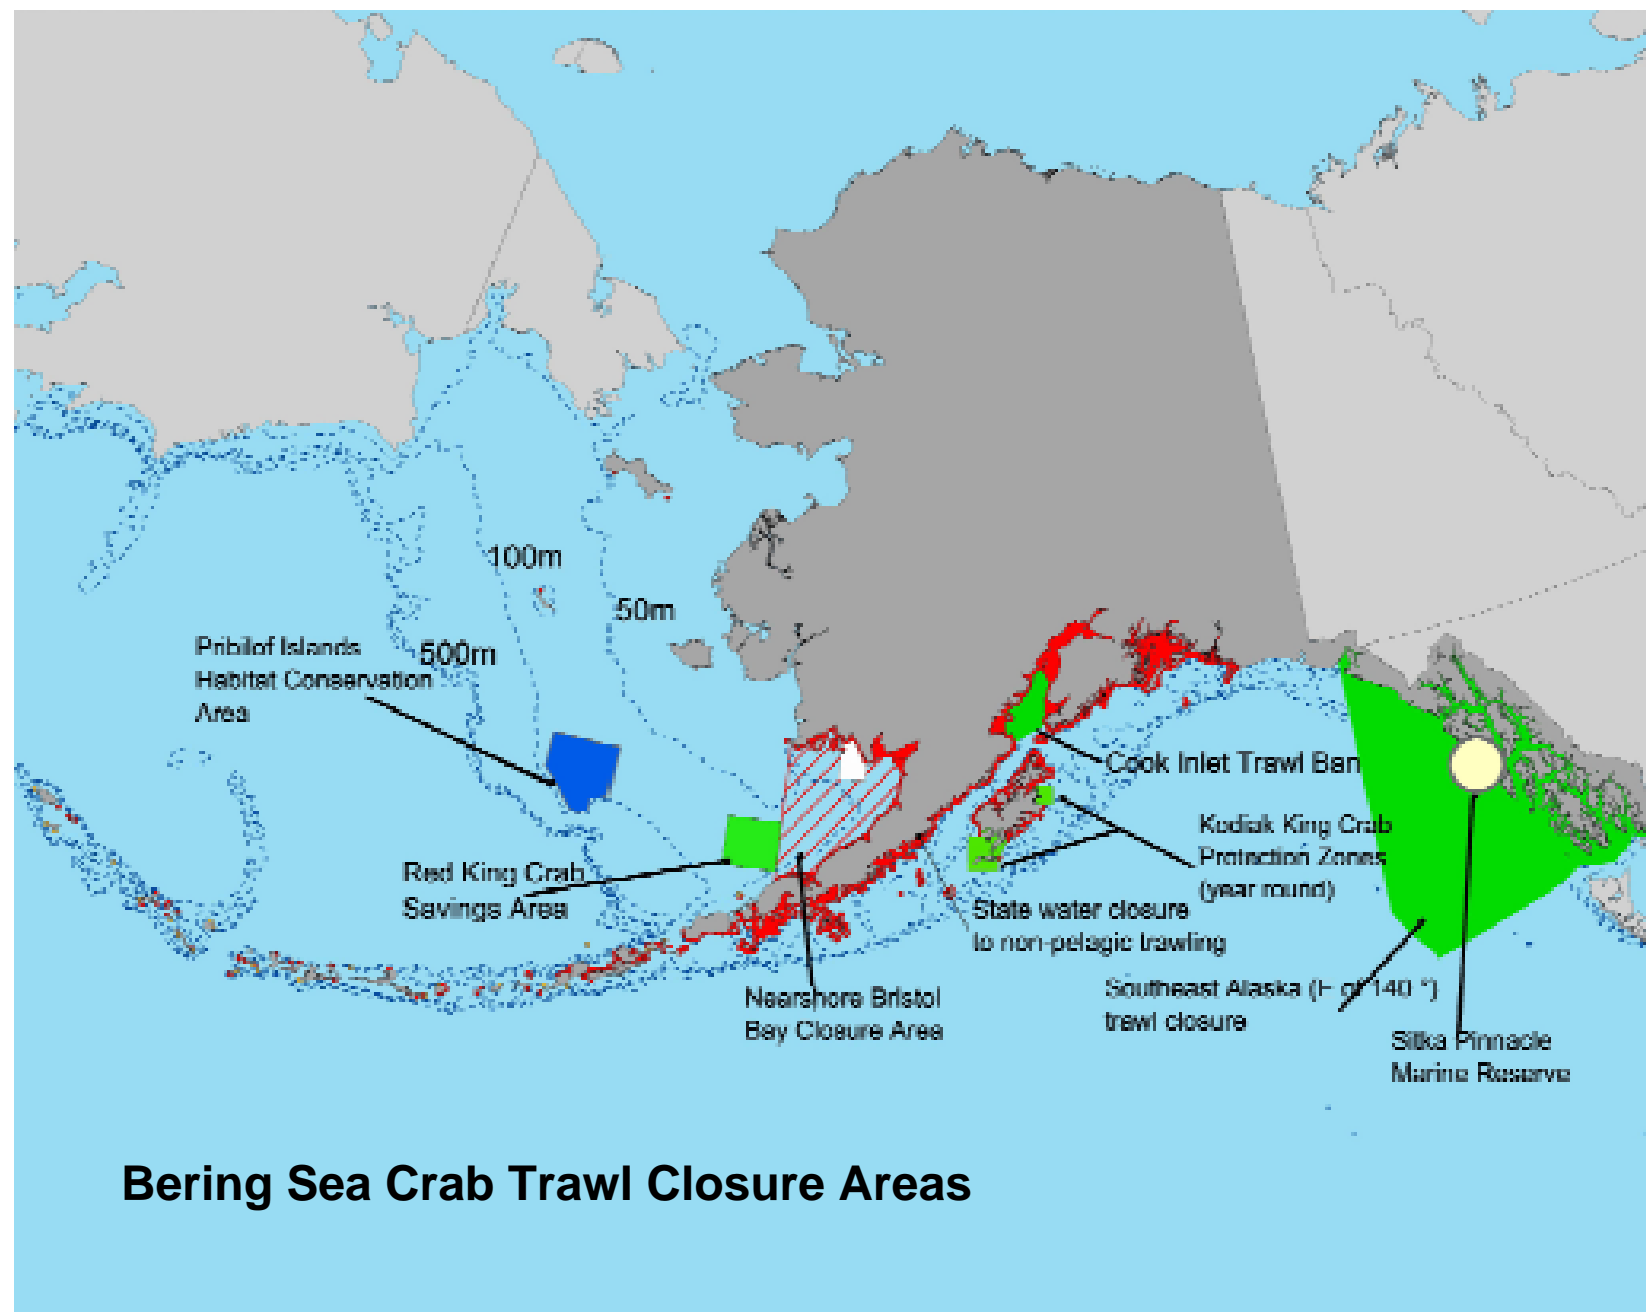 100m
50m
500m
Pribilof Islands
Habitat Conservation
Area
Cook Inlet Trawl Ban
Kodiak King Crab
Protection Zones
(year round)
Red King Crab
Savings Area
State water closure
to non-pelagic trawling
Nearshore Bristol
Bay Closure Area
Southeast Alaska (E of 140 °)
trawl closure
Sitka Pinnacle
Marine Reserve
Bering Sea Crab Trawl Closure Areas